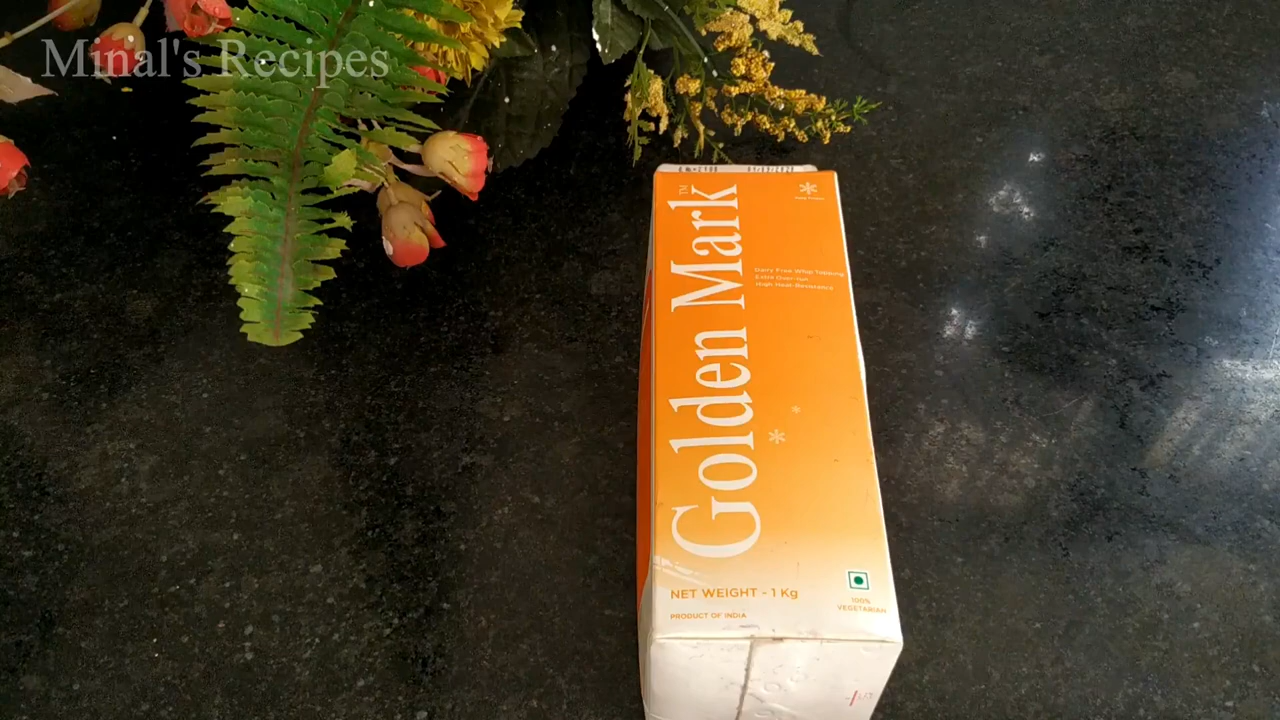 Minal's Recipes
Golden Mark™
Dairy Free Whip Topping
Extra Over-run
High Heat-Resistance
NET WEIGHT - 1 Kg
PRODUCT OF INDIA
100%
VEGETARIAN